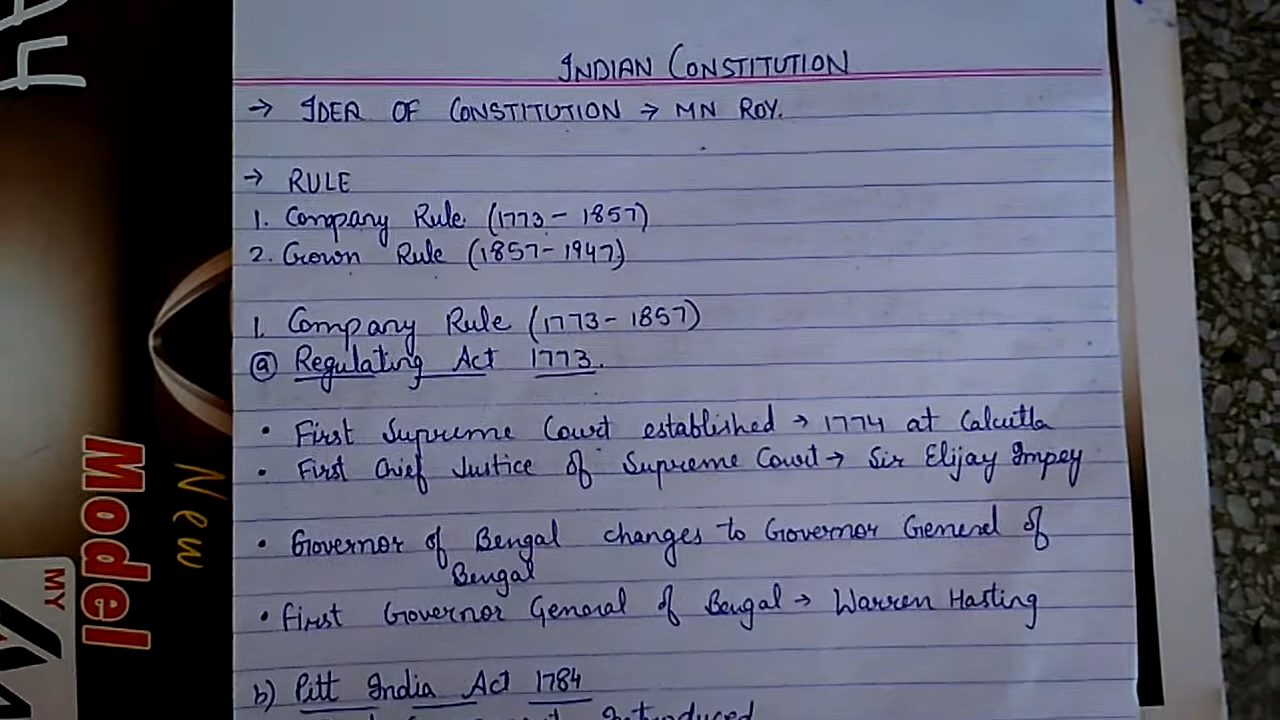 INDIAN CONSTITUTION
→ IDEA OF CONSTITUTION → MN ROY.
→ RULE
1. Company Rule (1773 - 1857)
2. Crown Rule (1857 - 1947)
1. Company Rule (1773 - 1857)
ⓐ Regulating Act 1773.
• First Supreme Court established → 1774 at Calcutta
• First Chief Justice of Supreme Court → Sir Elijay Impey
• Governor of Bengal changes to Governor General of
Bengal
• First Governor General of Bengal → Warren Hasting
b) Pitt India Act 1784
Introduced
New
Model
MY